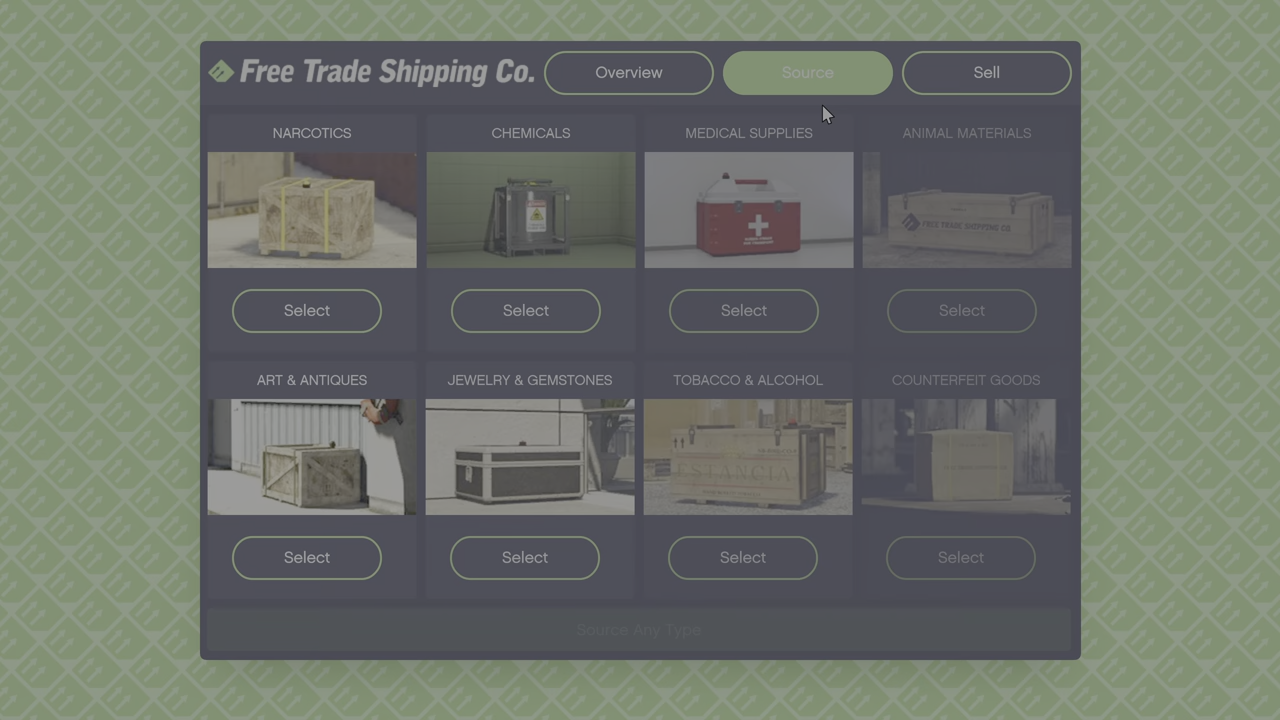 Free Trade Shipping Co.
Overview
Source
Sell
NARCOTICS
CHEMICALS
MEDICAL SUPPLIES
ANIMAL MATERIALS
FREE TRADE SHIPPING CO
Select
Select
Select
Select
ART & ANTIQUES
JEWELRY & GEMSTONES
TOBACCO & ALCOHOL
COUNTERFEIT GOODS
ESTANCIA
Select
Select
Select
Select
Source Any Type